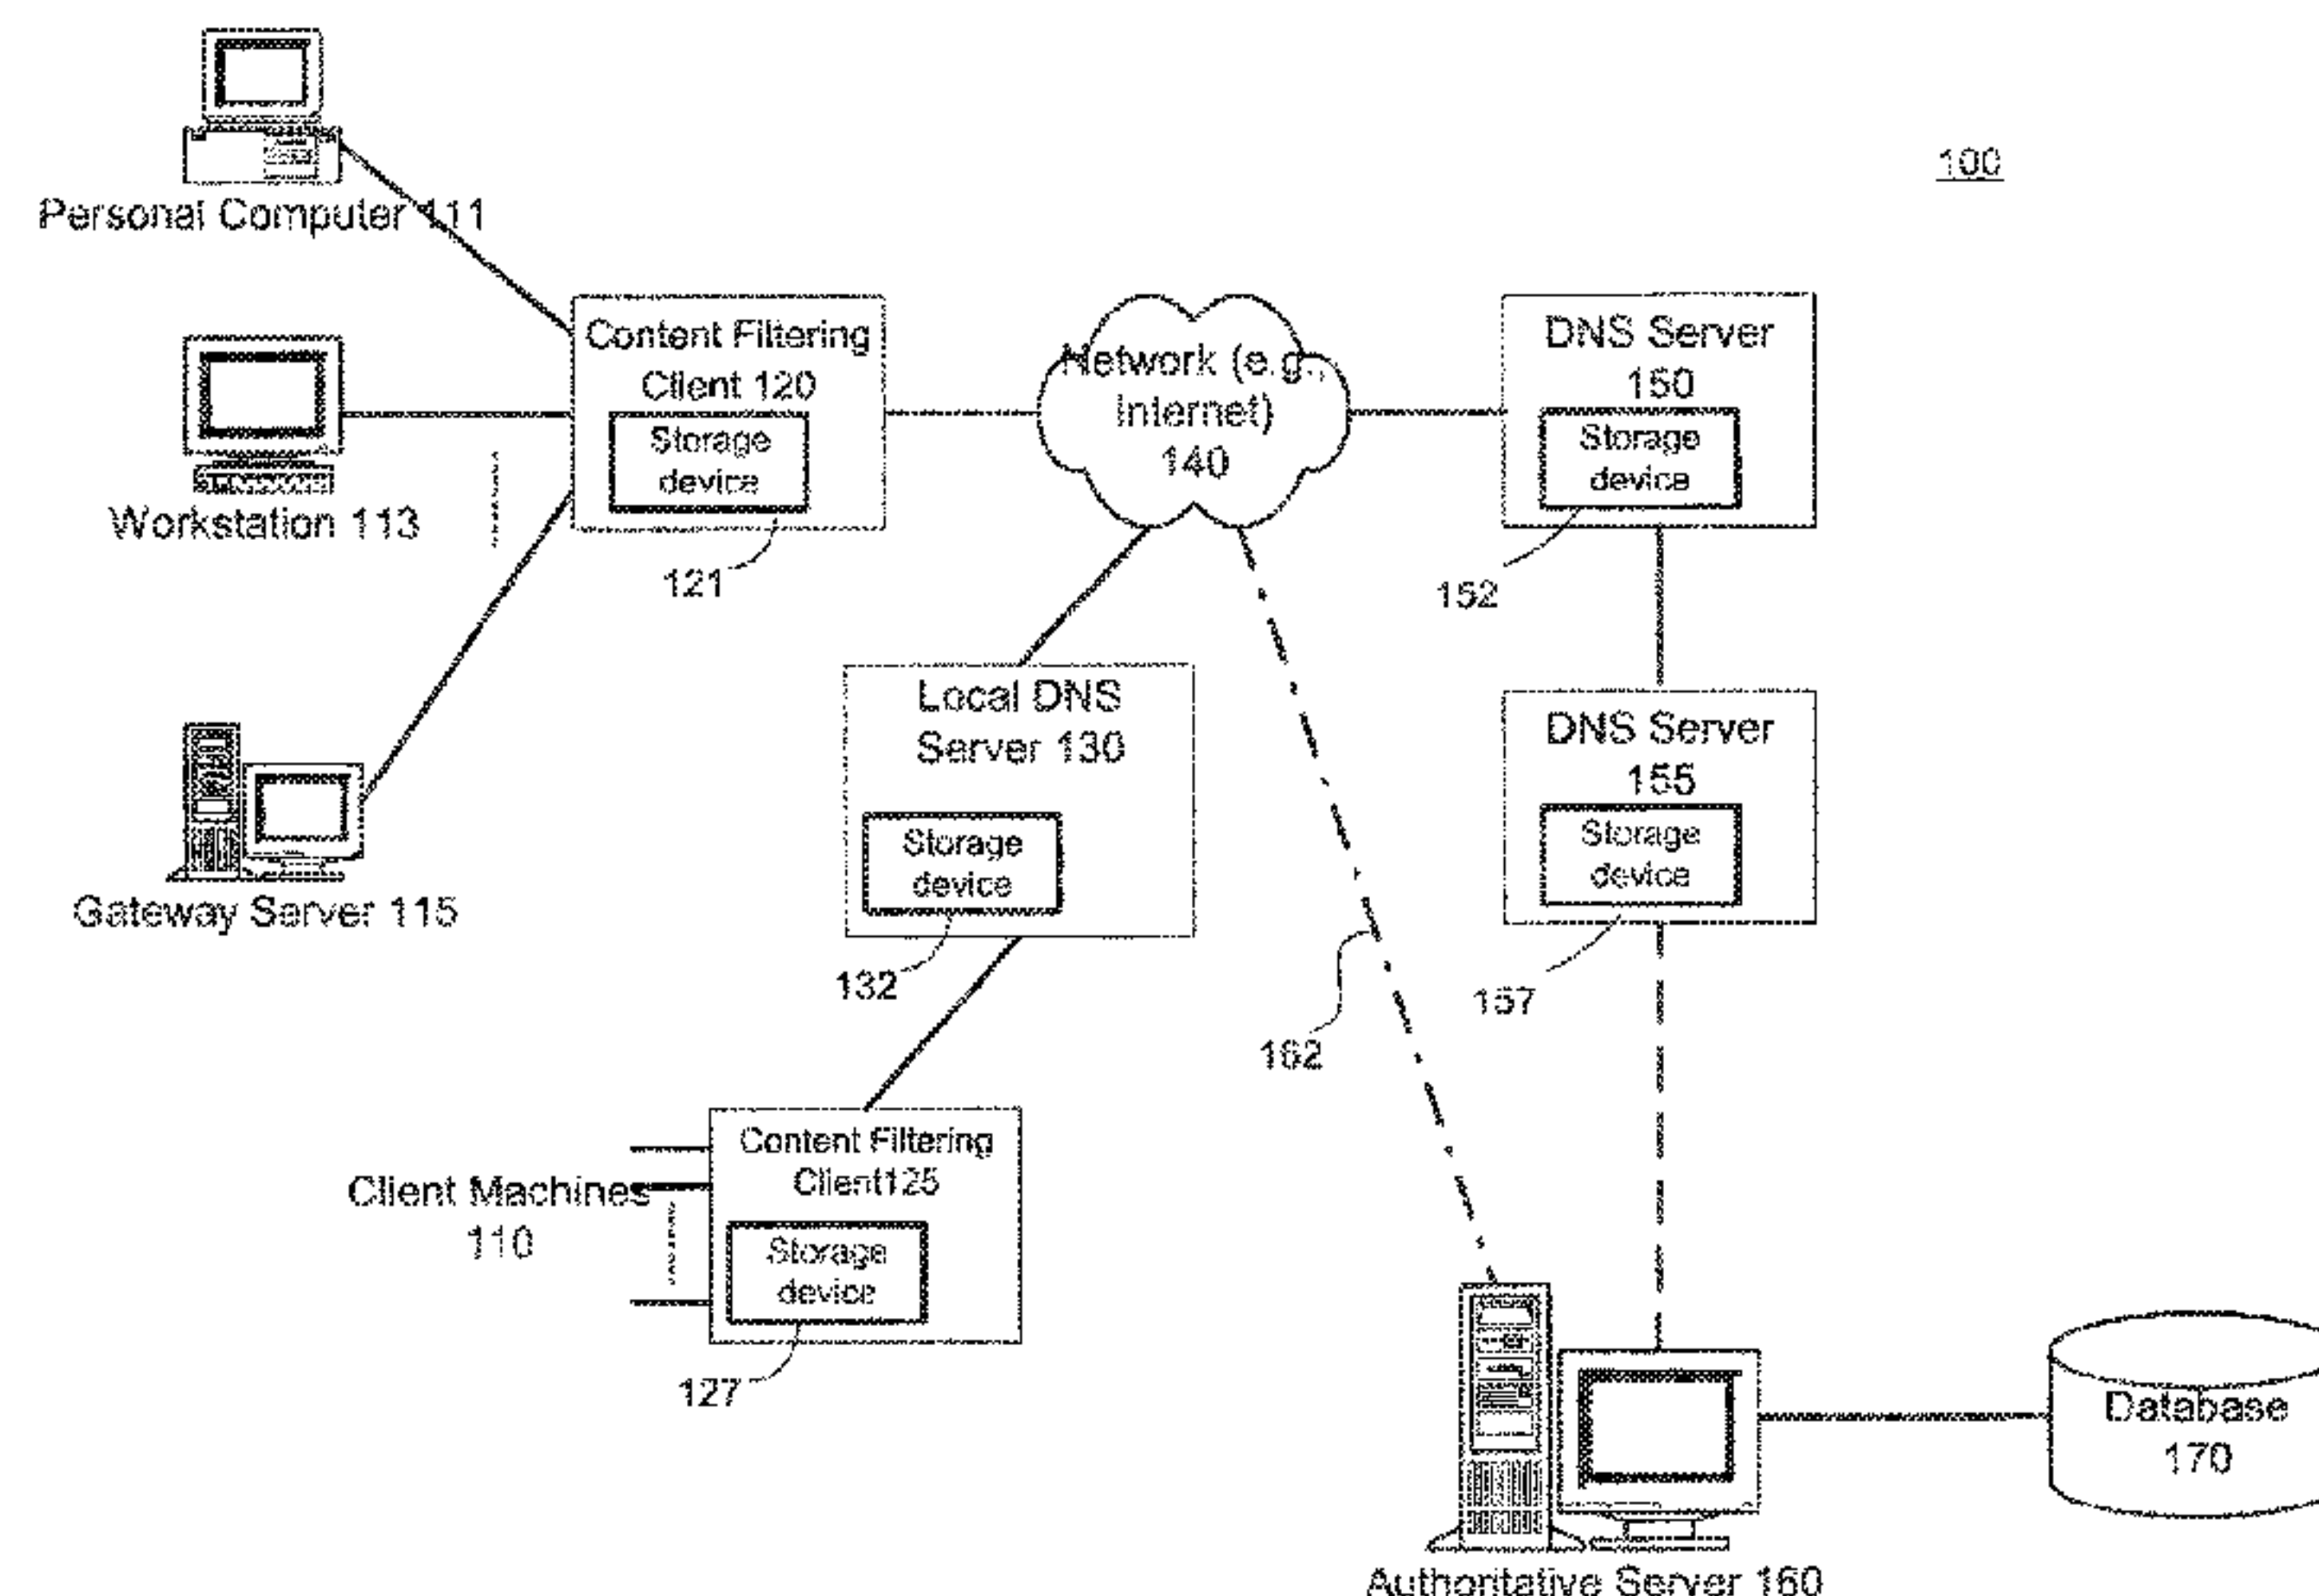 100
Personal Computer 111
Workstation 113
Gateway Server 115
Content Filtering
Client 120
Storage
device
121
Network (e.g.,
Internet)
140
DNS Server
150
Storage
device
152
Local DNS
Server 130
Storage
device
132
DNS Server
155
Storage
device
157
162
Client Machines
110
Content Filtering
Client125
Storage
device
127
Authoritative Server 160
Database
170